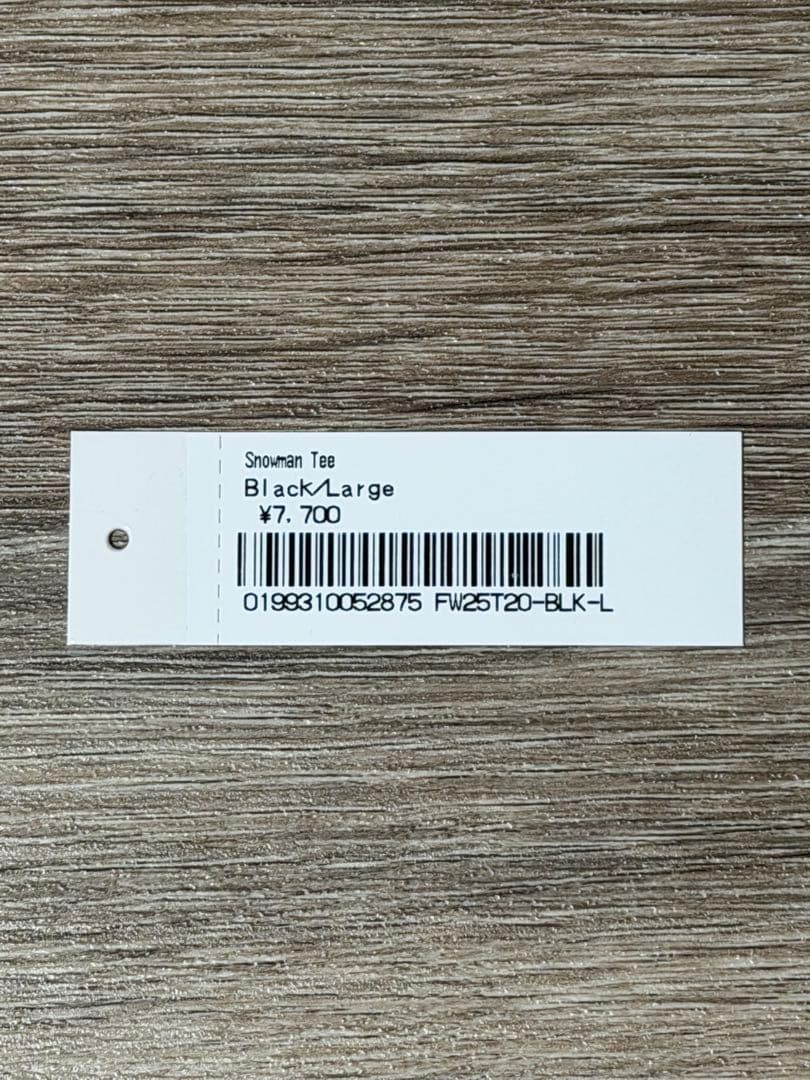 Snowman Tee
Black/Large
¥7,700
0199310052875 FW25T20-BLK-L